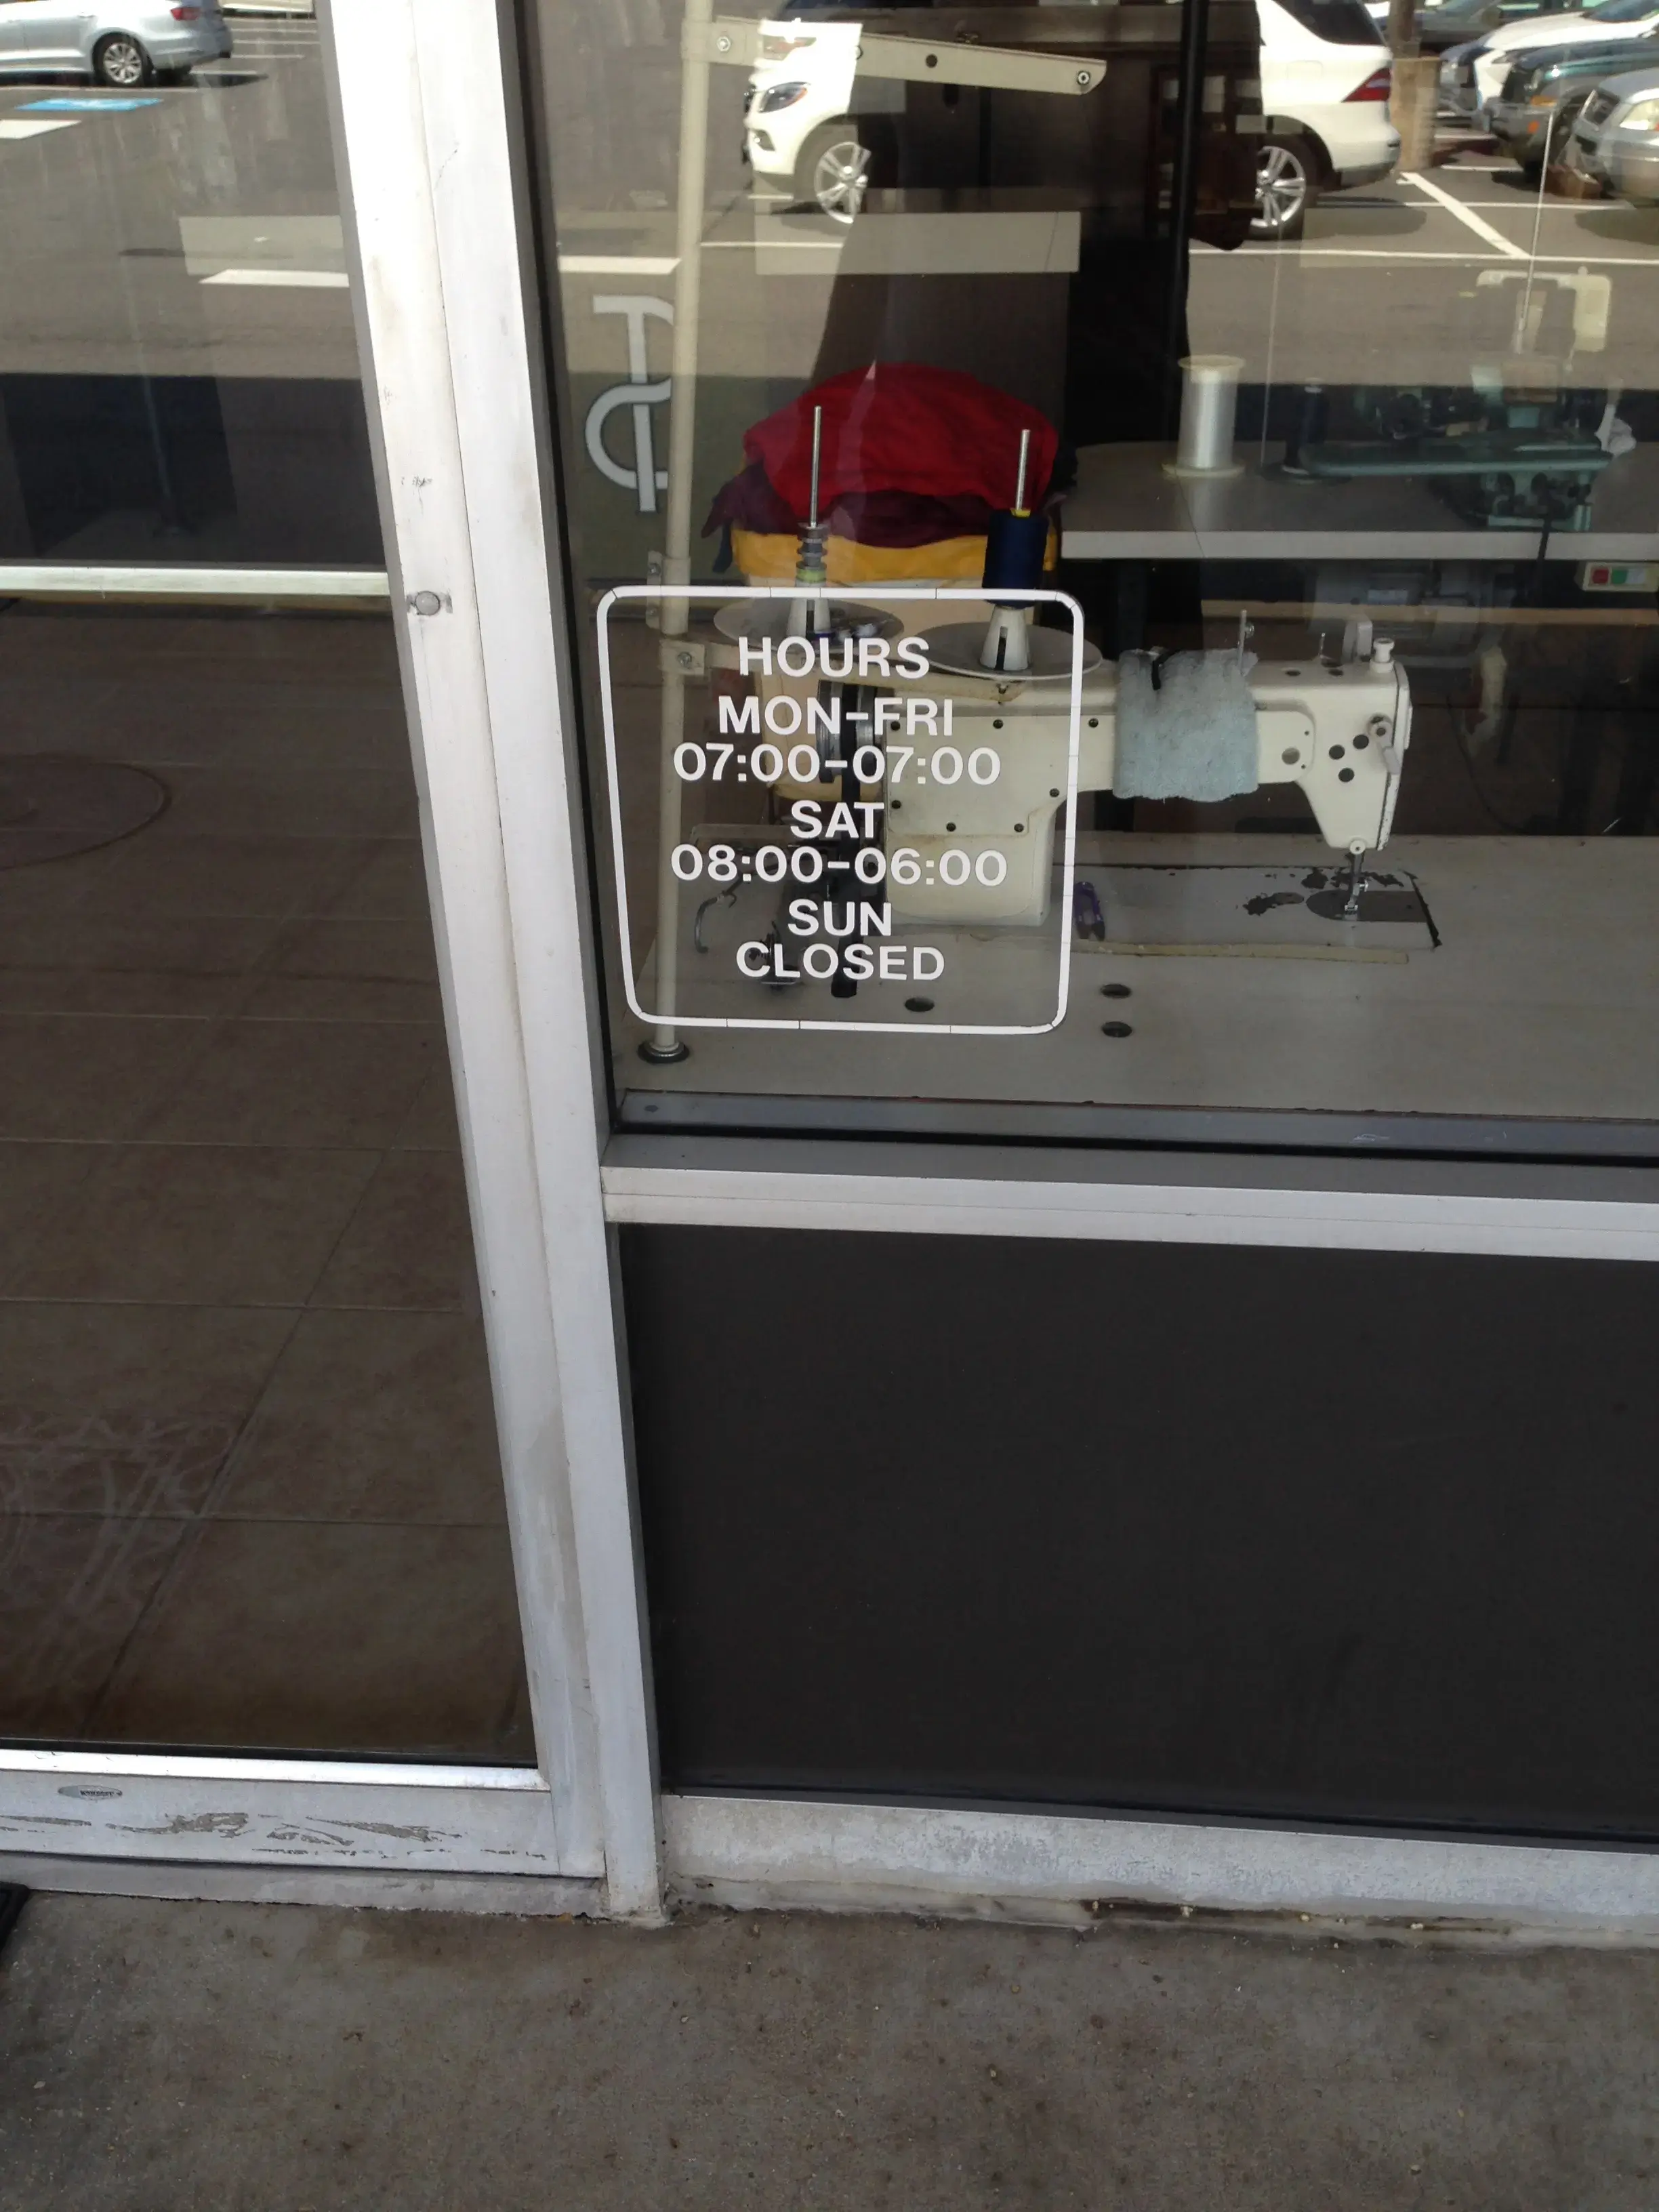 HOURS
MON-FRI
07:00-07:00
SAT
08:00-06:00
SUN
CLOSED